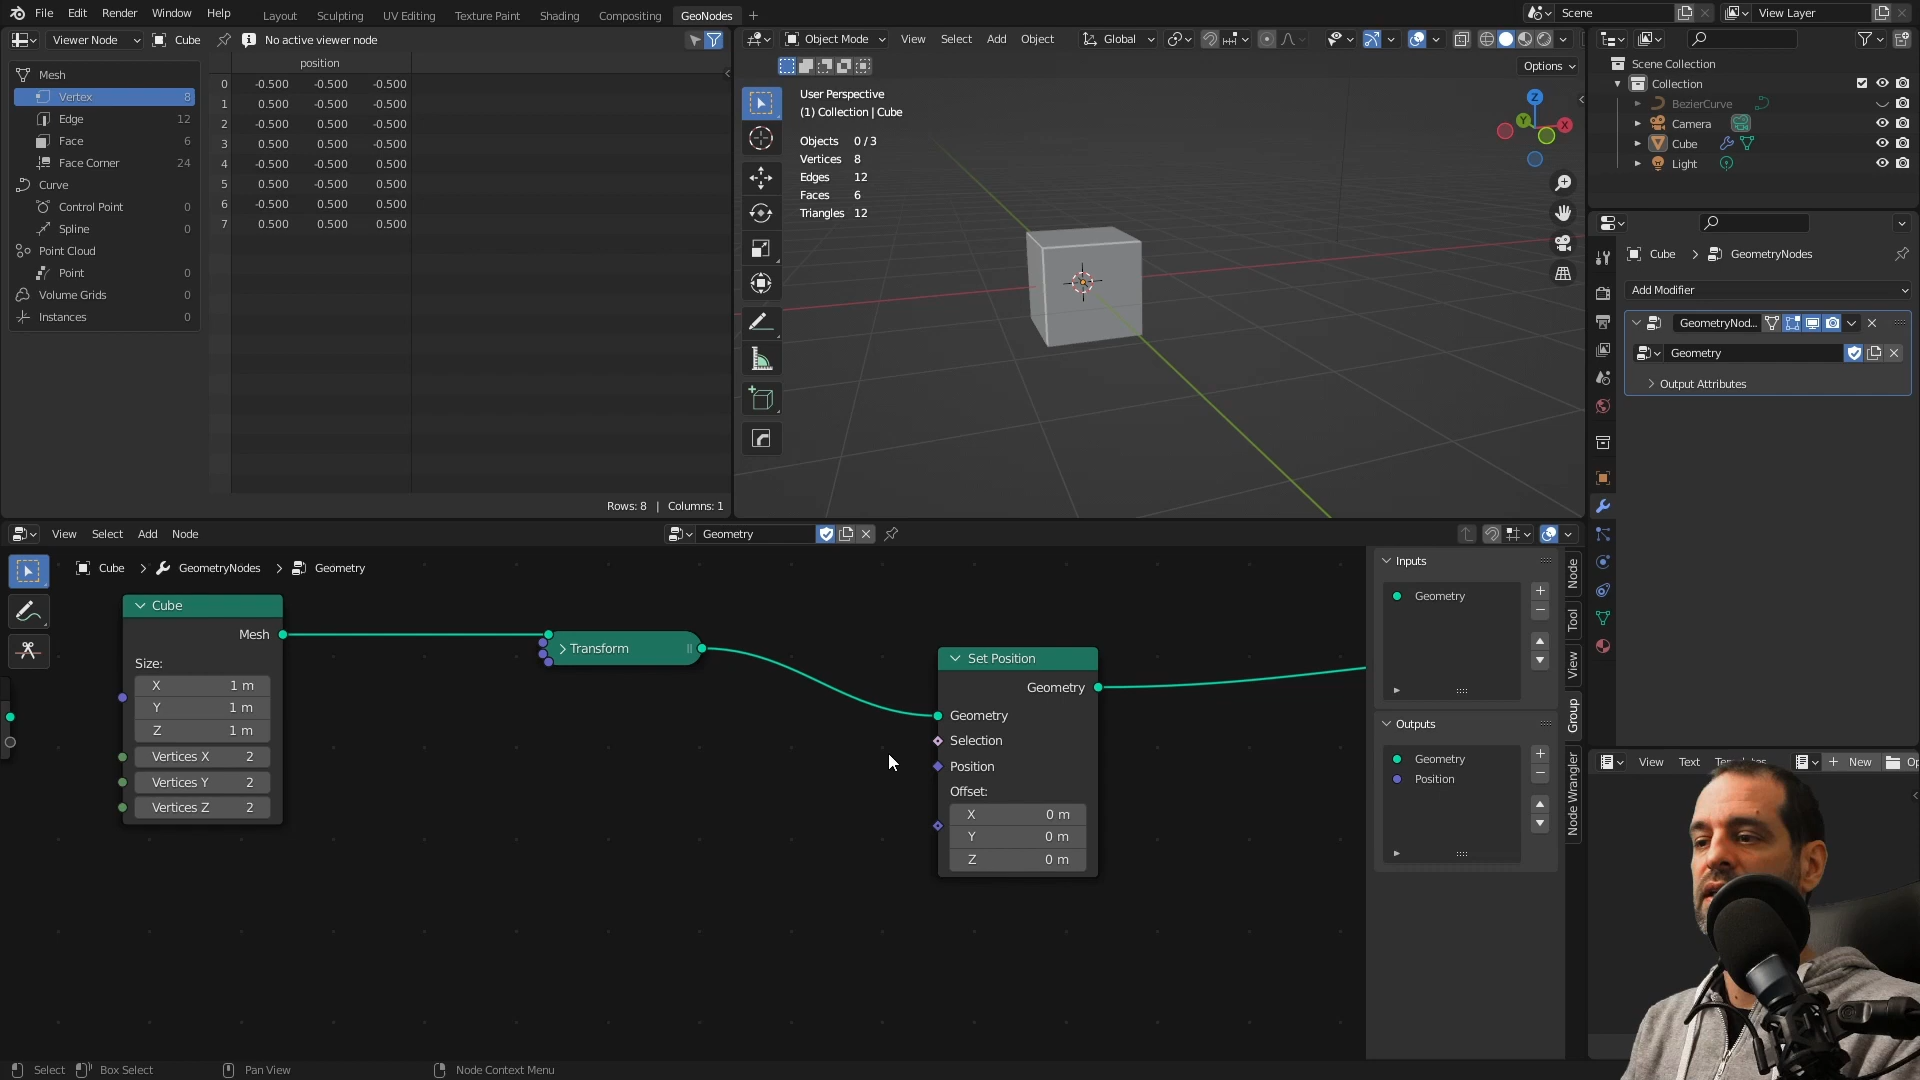 File Edit Render Window Help Layout Sculpting UV Editing Texture Paint Shading Compositing GeoNodes + Scene View Layer
Viewer Node Cube No active viewer node
Object Mode View Select Add Object Global
Options
Mesh
Vertex 8
Edge 12
Face 6
Face Corner 24
Curve
Control Point 0
Spline 0
Point Cloud
Point 0
Volume Grids 0
Instances 0
position
0 -0.500 -0.500 -0.500
1 0.500 -0.500 -0.500
2 -0.500 0.500 -0.500
3 0.500 0.500 -0.500
4 -0.500 -0.500 0.500
5 0.500 -0.500 0.500
6 -0.500 0.500 0.500
7 0.500 0.500 0.500
Rows: 8 | Columns: 1
User Perspective
(1) Collection | Cube
Objects 0 / 3
Vertices 8
Edges 12
Faces 6
Triangles 12
Z
Y
X
Scene Collection
Collection
BezierCurve
Camera
Cube
Light
Cube > GeometryNodes
Add Modifier
GeometryNod...
Geometry
Output Attributes
View Select Add Node Geometry
Cube > GeometryNodes > Geometry
Cube
Mesh
Size:
X 1 m
Y 1 m
Z 1 m
Vertices X 2
Vertices Y 2
Vertices Z 2
Transform
Set Position
Geometry
Geometry
Selection
Position
Offset:
X 0 m
Y 0 m
Z 0 m
Inputs
Geometry
Outputs
Geometry
Position
Node
Tool
View
Group
Node Wrangler
View Text Templates + New Op
Select Box Select Pan View Node Context Menu